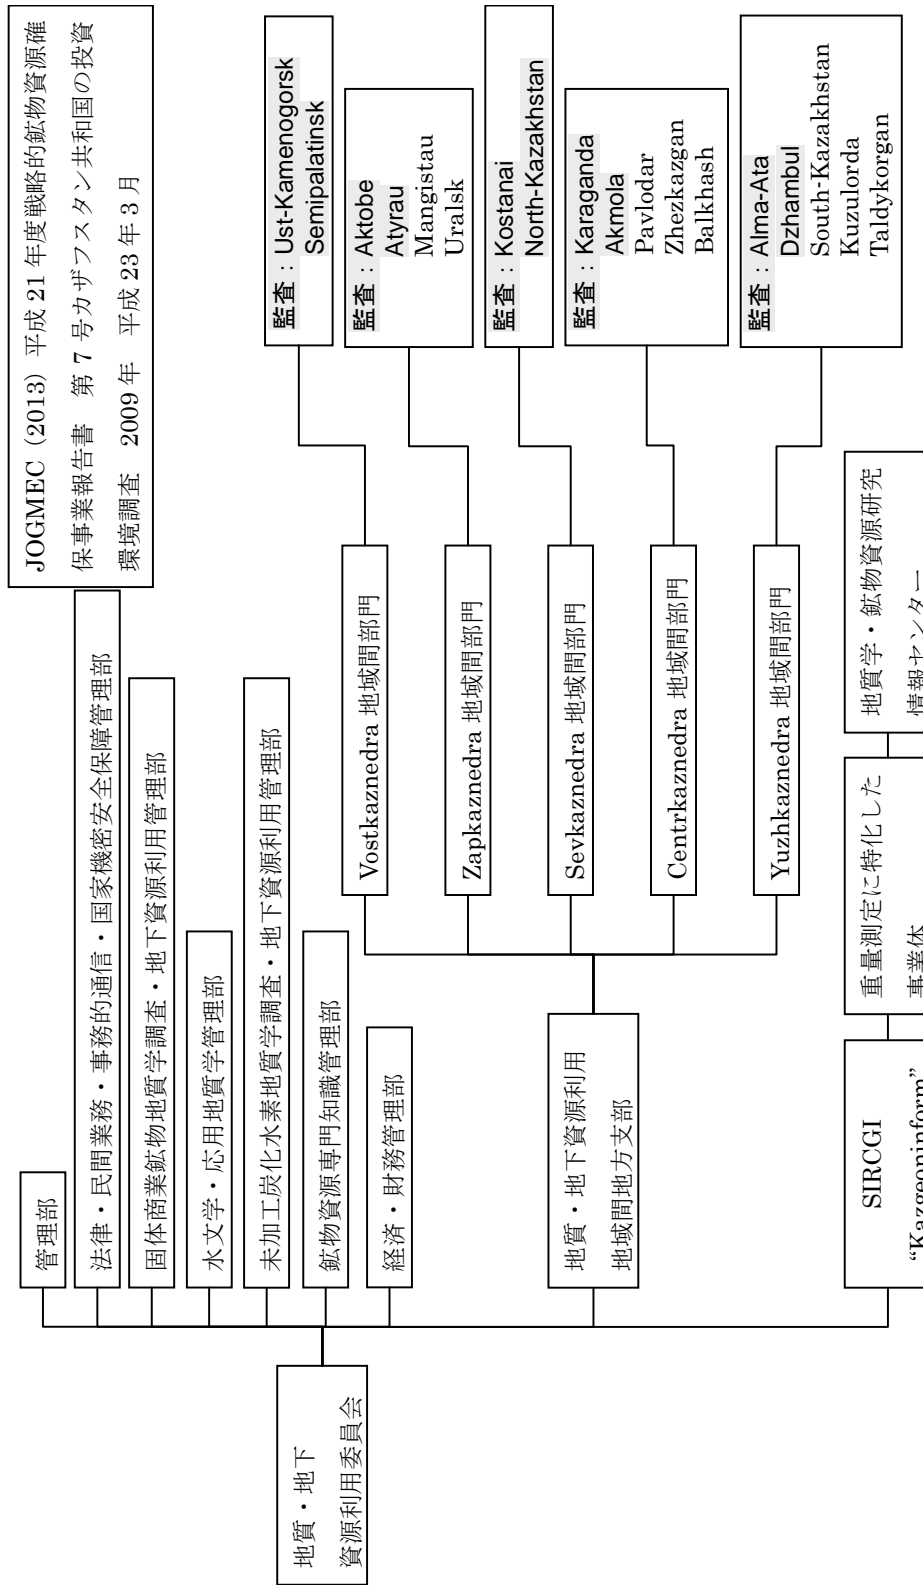 JOGMEC（2013）平成 21 年度戦略的鉱物資源確
保事業報告書　第 7 号カザフスタン共和国の投資
環境調査　2009 年　平成 23 年 3 月
地質・地下
資源利用委員会
管理部
法律・民間業務・事務的通信・国家機密安全保障管理部
固体商業鉱物地質学調査・地下資源利用管理部
水文学・応用地質学管理部
未加工炭化水素地質学調査・地下資源利用管理部
鉱物資源専門知識管理部
経済・財務管理部
地質・地下資源利用
地域間地方支部
Vostkaznedra 地域間部門
監査：Ust-Kamenogorsk
Semipalatinsk
Zapkaznedra 地域間部門
監査：Aktobe
Atyrau
Mangistau
Uralsk
Sevkaznedra 地域間部門
監査：Kostanai
North-Kazakhstan
Centrkaznedra 地域間部門
監査：Karaganda
Akmola
Pavlodar
Zhezkazgan
Balkhash
Yuzhkaznedra 地域間部門
監査：Alma-Ata
Dzhambul
South-Kazakhstan
Kuzulorda
Taldykorgan
SIRCGI
“Kazgeoninform”
重量測定に特化した
事業体
地質学・鉱物資源研究
情報センター